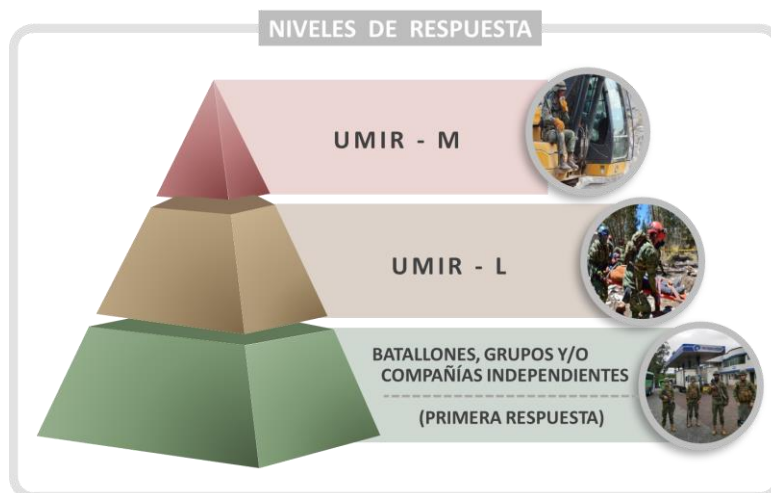 NIVELES DE RESPUESTA
UMIR - M
UMIR - L
BATALLONES, GRUPOS Y/O
COMPAÑÍAS INDEPENDIENTES
(PRIMERA RESPUESTA)